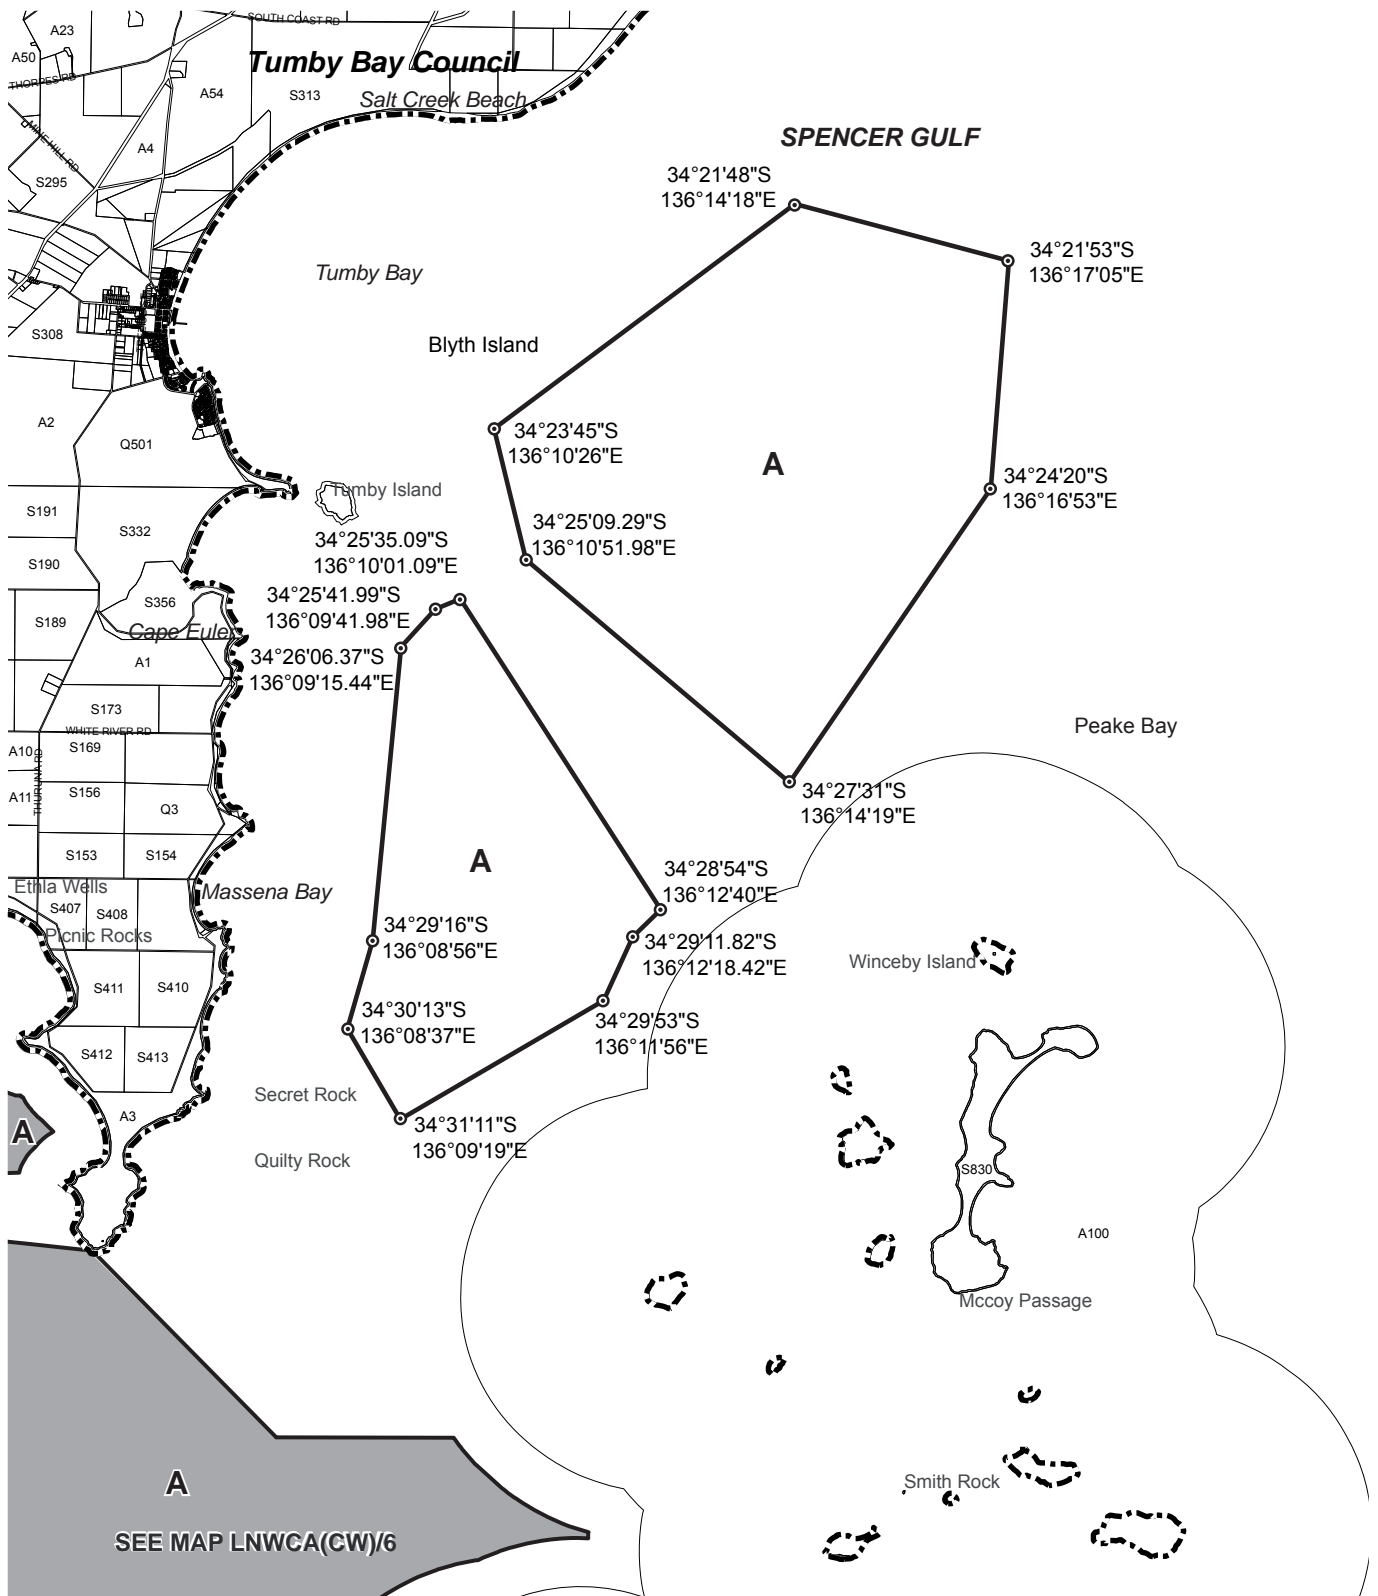 SOUTH COAST RD
A23
Tumby Bay Council
A50
THORPES RD
A54
S313
Salt Creek Beach
SPENCER GULF
MINE HILL RD
A4
34°21'48"S
136°14'18"E
S295
34°21'53"S
136°17'05"E
Tumby Bay
S308
Blyth Island
A2
Q501
34°23'45"S
136°10'26"E
A
34°24'20"S
136°16'53"E
Tumby Island
S191
S332
34°25'09.29"S
136°10'51.98"E
34°25'35.09"S
136°10'01.09"E
S190
34°25'41.99"S
136°09'41.98"E
S356
S189
Cape Euler
34°26'06.37"S
136°09'15.44"E
A1
S173
WHITE RIVER RD
Peake Bay
A10
THURUNA RD
S169
A11
S156
Q3
34°27'31"S
136°14'19"E
S153
S154
A
34°28'54"S
136°12'40"E
Ethla Wells
Massena Bay
S407
S408
Picnic Rocks
34°29'16"S
136°08'56"E
34°29'11.82"S
136°12'18.42"E
Winceby Island
S411
S410
34°30'13"S
136°08'37"E
34°29'53"S
136°11'56"E
S412
S413
Secret Rock
A3
34°31'11"S
136°09'19"E
A
Quilty Rock
S830
A100
Mccoy Passage
A
Smith Rock
SEE MAP LNWCA(CW)/6